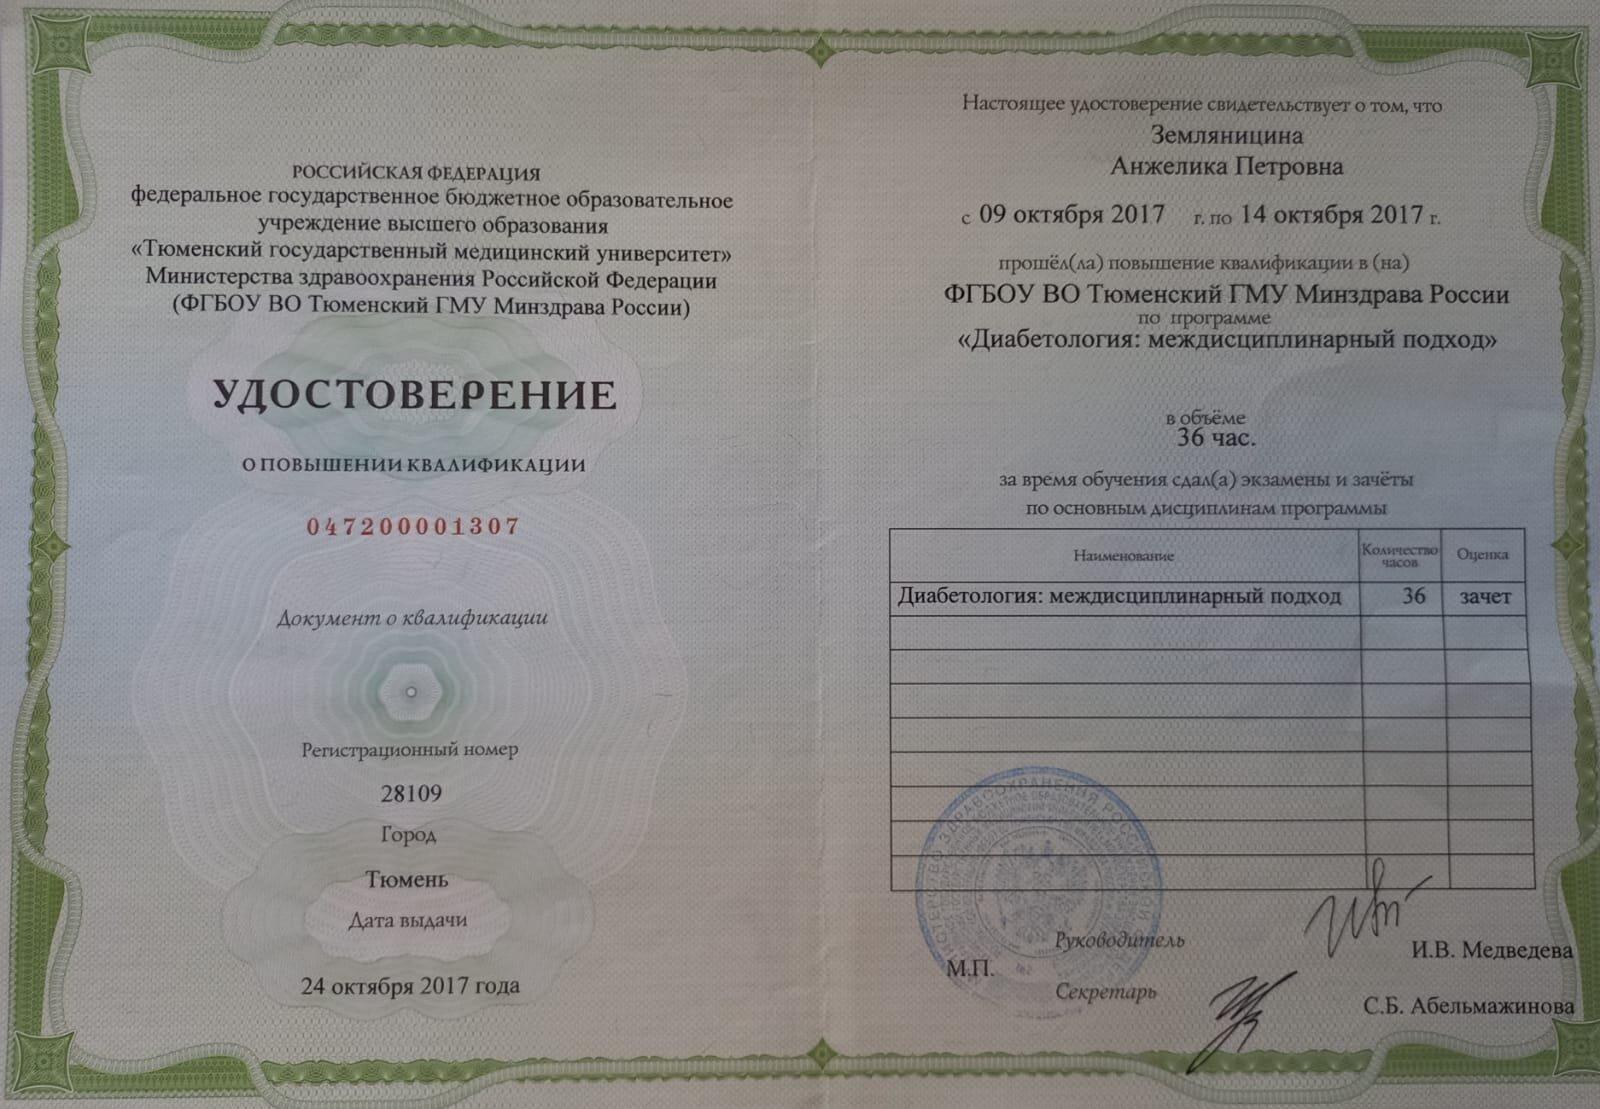 РОССИЙСКАЯ ФЕДЕРАЦИЯ
федеральное государственное бюджетное образовательное
учреждение высшего образования
«Тюменский государственный медицинский университет»
Министерства здравоохранения Российской Федерации
(ФГБОУ ВО Тюменский ГМУ Минздрава России)
УДОСТОВЕРЕНИЕ
О ПОВЫШЕНИИ КВАЛИФИКАЦИИ
047200001307
Документ о квалификации
Регистрационный номер
28109
Город
Тюмень
Дата выдачи
24 октября 2017 года
Настоящее удостоверение свидетельствует о том, что
Земляницина
Анжелика Петровна
с 09 октября 2017 г. по 14 октября 2017 г.
прошёл(ла) повышение квалификации в (на)
ФГБОУ ВО Тюменский ГМУ Минздрава России
по программе
«Диабетология: междисциплинарный подход»
в объёме
36 час.
за время обучения сдал(а) экзамены и зачёты
по основным дисциплинам программы
Наименование Количество часов Оценка
Диабетология: междисциплинарный подход 36 зачет
Руководитель И.В. Медведева
М.П.
Секретарь С.Б. Абельмажинова